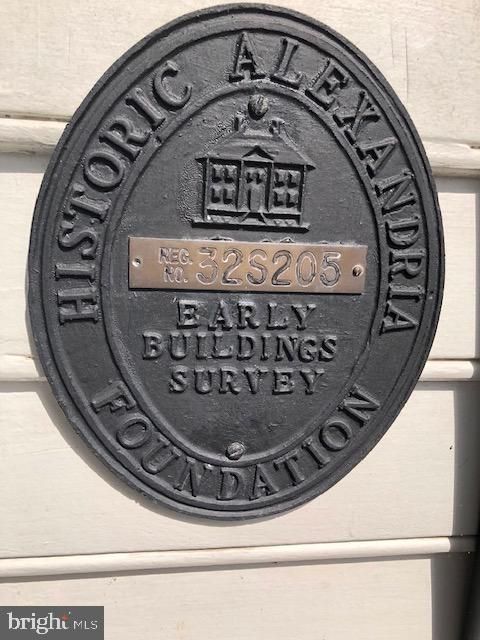 HISTORIC ALEXANDRIA
REG. NO. 32S205
EARLY
BUILDINGS
SURVEY
FOUNDATION
bright MLS